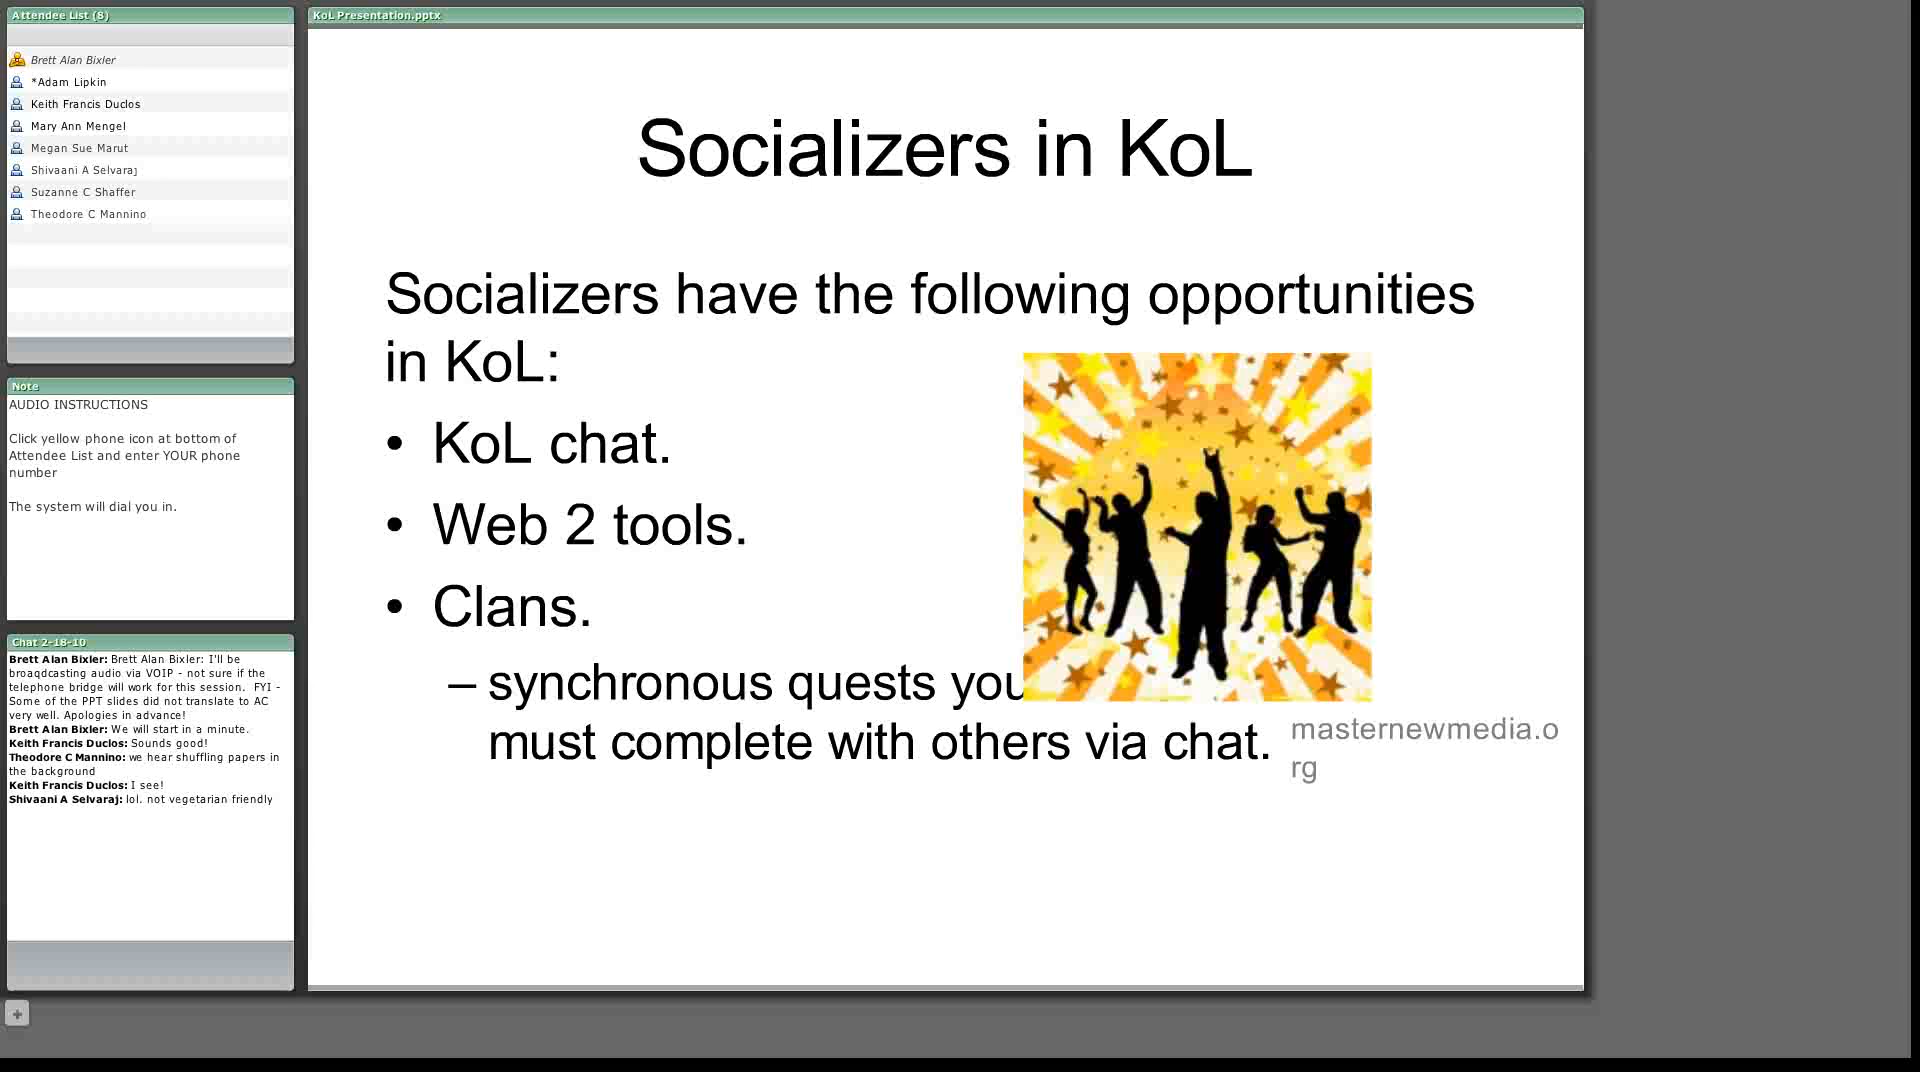 Attendee List (8)
Brett Alan Bixler
*Adam Lipkin
Keith Francis Duclos
Mary Ann Mengel
Megan Sue Marut
Shivaani A Selvaraj
Suzanne C Shaffer
Theodore C Mannino
Note
AUDIO INSTRUCTIONS
Click yellow phone icon at bottom of
Attendee List and enter YOUR phone
number
The system will dial you in.
Chat 2-18-10
Brett Alan Bixler: Brett Alan Bixler: I'll be
broaqdcasting audio via VOIP - not sure if the
telephone bridge will work for this session.  FYI -
Some of the PPT slides did not translate to AC
very well. Apologies in advance!
Brett Alan Bixler: We will start in a minute.
Keith Francis Duclos: Sounds good!
Theodore C Mannino: we hear shuffling papers in
the background
Keith Francis Duclos: I see!
Shivaani A Selvaraj: lol. not vegetarian friendly
KoL Presentation.pptx
Socializers in KoL
Socializers have the following opportunities
in KoL:
• KoL chat.
• Web 2 tools.
• Clans.
– synchronous quests you
must complete with others via chat.
masternewmedia.o
rg